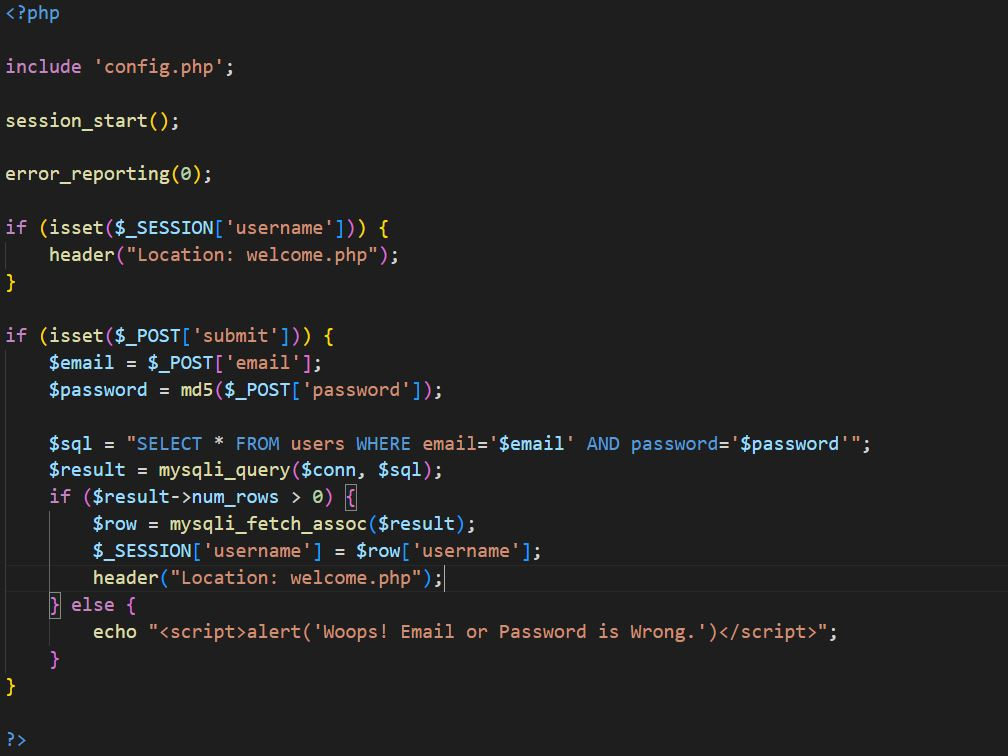 <?php
include 'config.php';
session_start();
error_reporting(0);
if (isset($_SESSION['username'])) {
    header("Location: welcome.php");
}
if (isset($_POST['submit'])) {
    $email = $_POST['email'];
    $password = md5($_POST['password']);
    $sql = "SELECT * FROM users WHERE email='$email' AND password='$password'";
    $result = mysqli_query($conn, $sql);
    if ($result->num_rows > 0) {
        $row = mysqli_fetch_assoc($result);
        $_SESSION['username'] = $row['username'];
        header("Location: welcome.php");
    } else {
        echo "<script>alert('Woops! Email or Password is Wrong.')</script>";
    }
}
?>